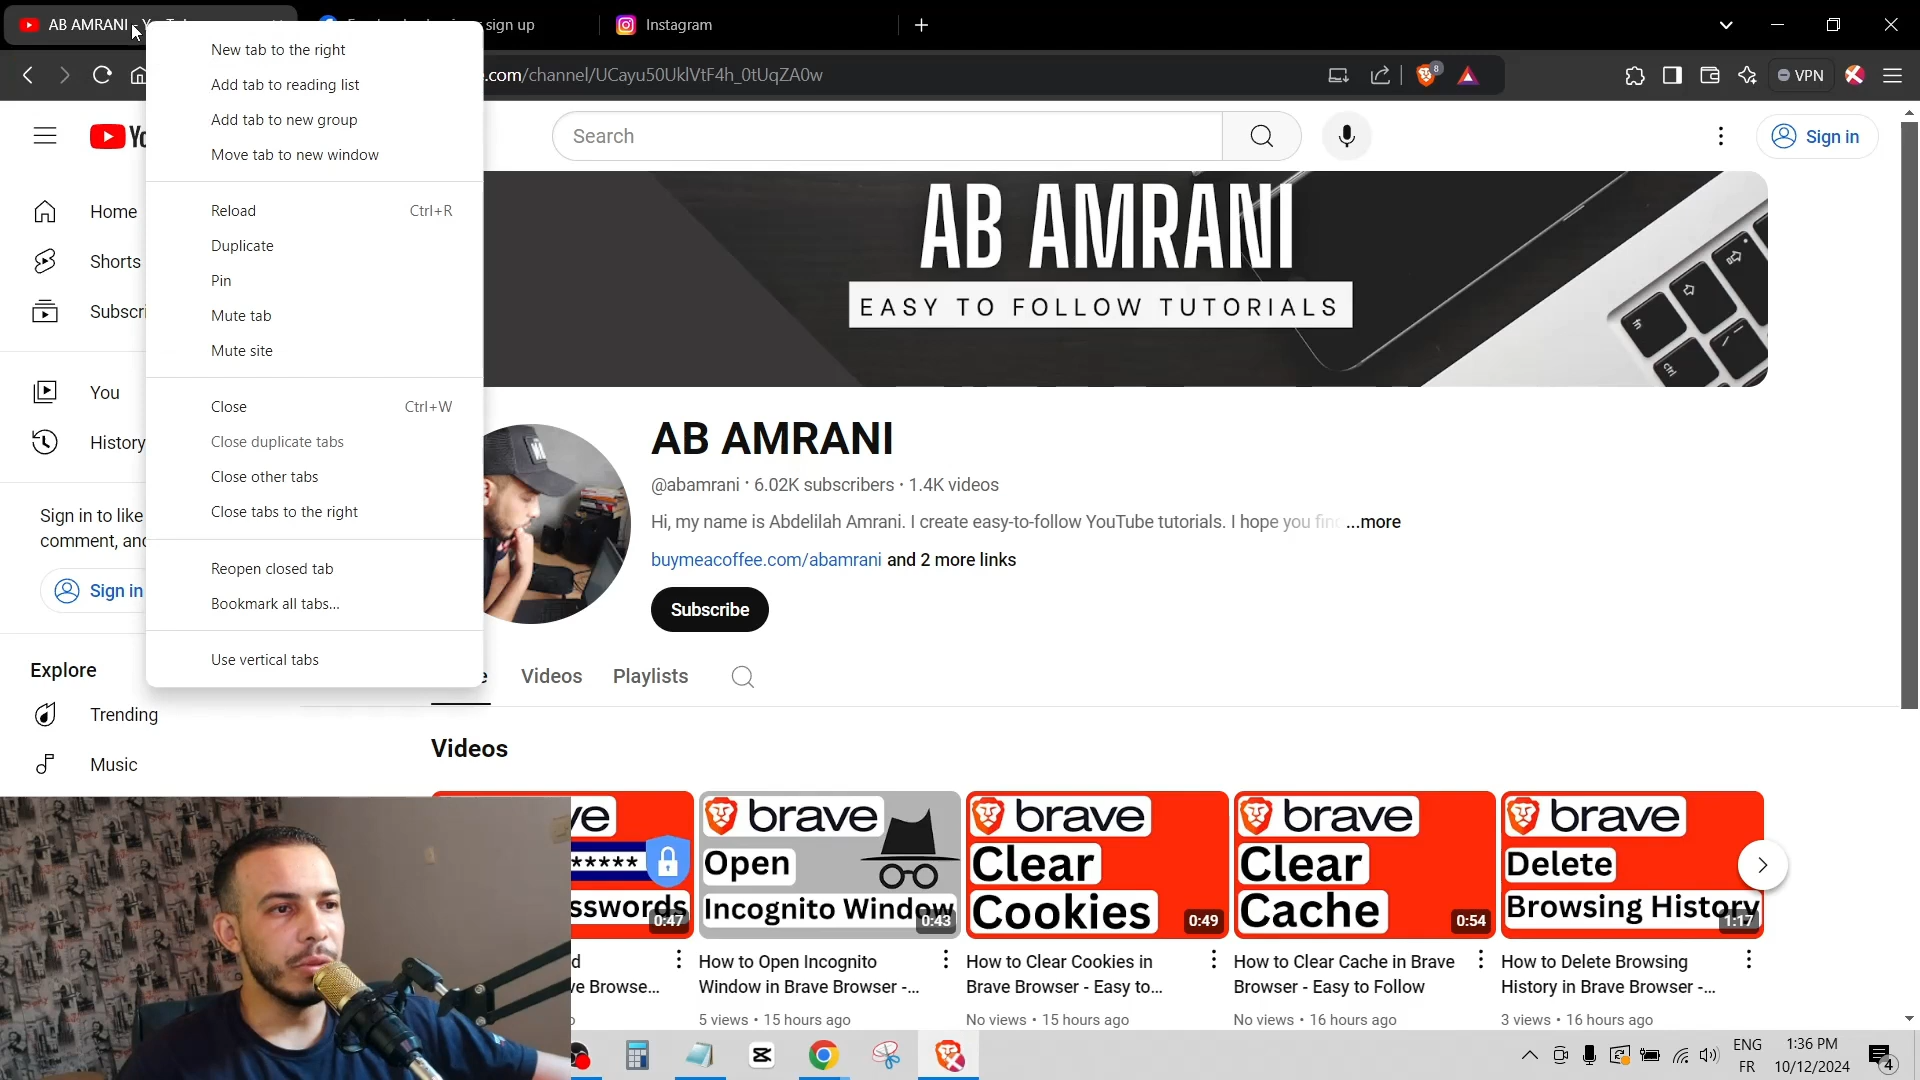 AB AMRANI - 
sign up
Instagram
.com/channel/UCayu50UklVtF4h_0tUqZA0w
8
VPN
New tab to the right
Add tab to reading list
Add tab to new group
Move tab to new window
Reload Ctrl+R
Duplicate
Pin
Mute tab
Mute site
Close Ctrl+W
Close duplicate tabs
Close other tabs
Close tabs to the right
Reopen closed tab
Bookmark all tabs...
Use vertical tabs
Search
Sign in
Home
Shorts
Subscri
You
History
Sign in to like
comment, and
Sign in
Explore
Trending
Music
AB AMRANI
EASY TO FOLLOW TUTORIALS
fn
ctrl
AB AMRANI
@abamrani • 6.02K subscribers • 1.4K videos
Hi, my name is Abdelilah Amrani. I create easy-to-follow YouTube tutorials. I hope you find ...more
buymeacoffee.com/abamrani and 2 more links
Subscribe
Videos
Playlists
Videos
ve
*****
sswords
0:47
brave
Open
Incognito Window
0:43
brave
Clear
Cookies
0:49
brave
Clear
Cache
0:54
brave
Delete
Browsing History
1:17
d
ve Browse...
How to Open Incognito
Window in Brave Browser -...
5 views • 15 hours ago
How to Clear Cookies in
Brave Browser - Easy to...
No views • 15 hours ago
How to Clear Cache in Brave
Browser - Easy to Follow
No views • 16 hours ago
How to Delete Browsing
History in Brave Browser -...
3 views • 16 hours ago
ENG
FR
1:36 PM
10/12/2024
4